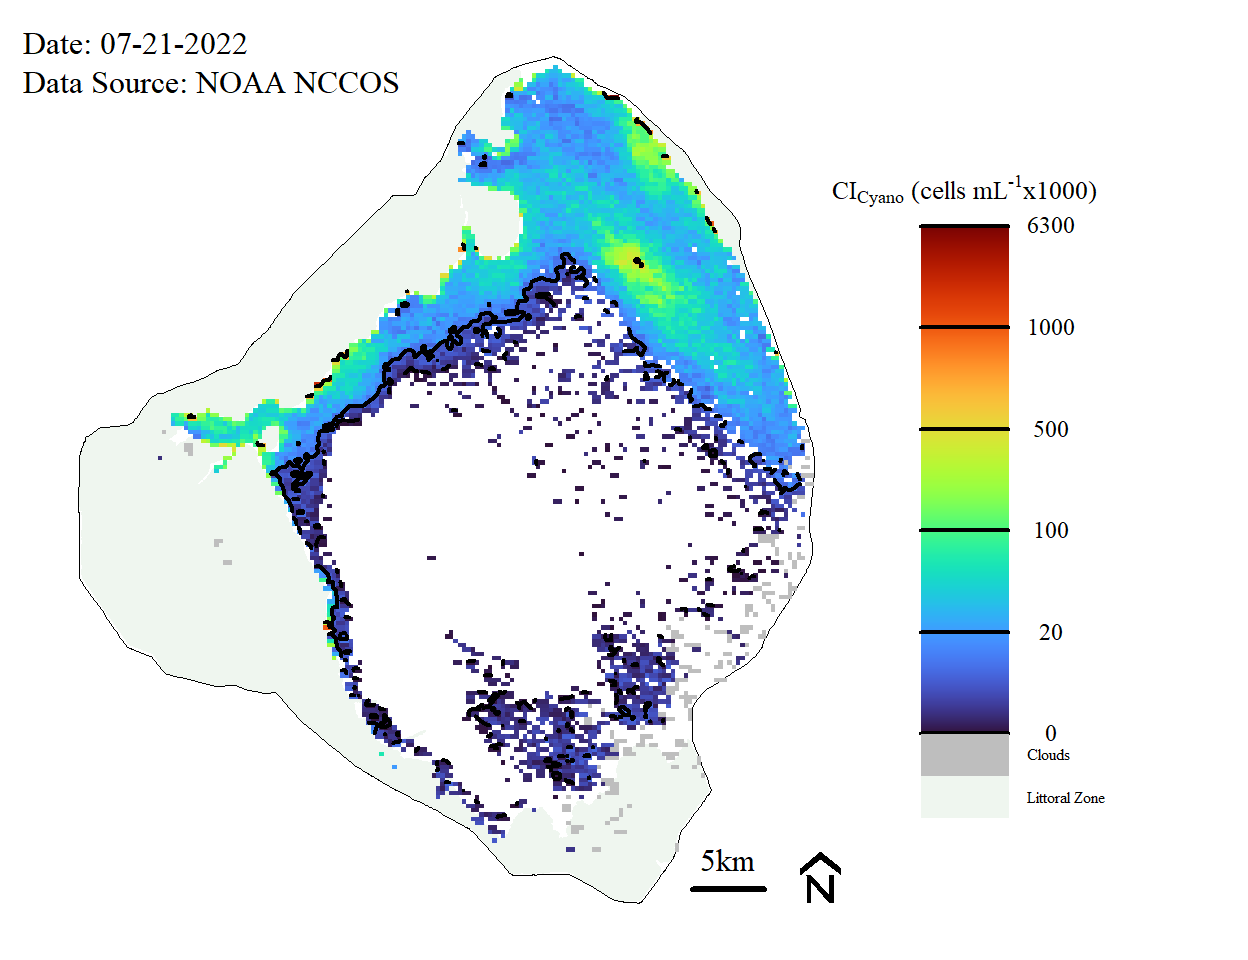 Date: 07-21-2022
Data Source: NOAA NCCOS
CICyano (cells mL-1x1000)
6300
1000
500
100
20
0
Clouds
Littoral Zone
5km
N